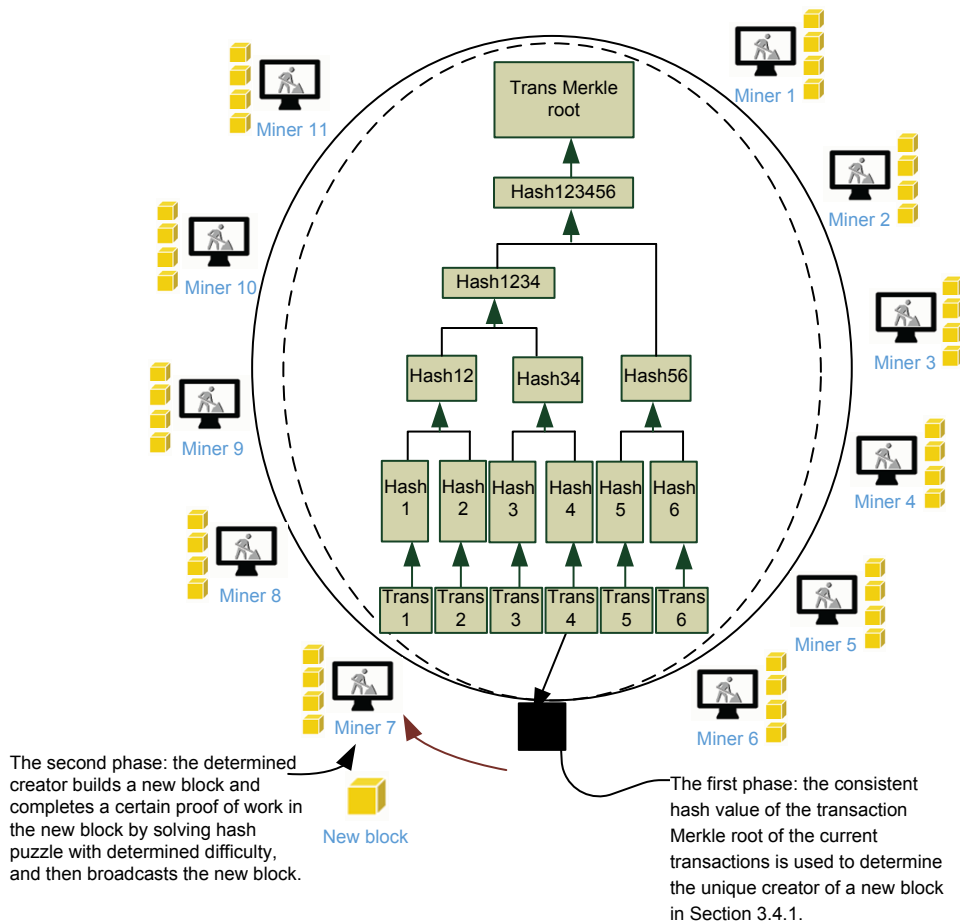 Miner 11
Miner 1
Trans Merkle
root
Hash123456
Miner 2
Miner 10
Hash1234
Miner 3
Hash12
Hash34
Hash56
Miner 9
Miner 4
Hash
1
Hash
2
Hash
3
Hash
4
Hash
5
Hash
6
Miner 8
Trans
1
Trans
2
Trans
3
Trans
4
Trans
5
Trans
6
Miner 5
Miner 7
Miner 6
The second phase: the determined
creator builds a new block and
completes a certain proof of work in
the new block by solving hash
puzzle with determined difficulty,
and then broadcasts the new block.
New block
The first phase: the consistent
hash value of the transaction
Merkle root of the current
transactions is used to determine
the unique creator of a new block
in Section 3.4.1.